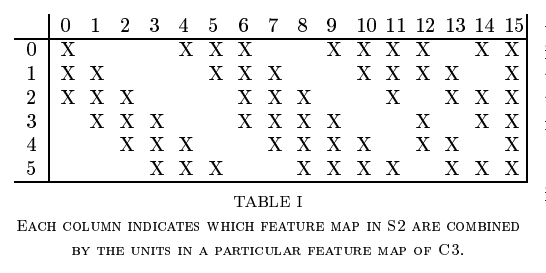 0 1 2 3 4 5 6 7 8 9 10 11 12 13 14 15
0 X X X X X X X X X X
1 X X X X X X X X X X
2 X X X X X X X X X X
3 X X X X X X X X X X
4 X X X X X X X X X X
5 X X X X X X X X X X
TABLE I
Each column indicates which feature map in S2 are combined
by the units in a particular feature map of C3.